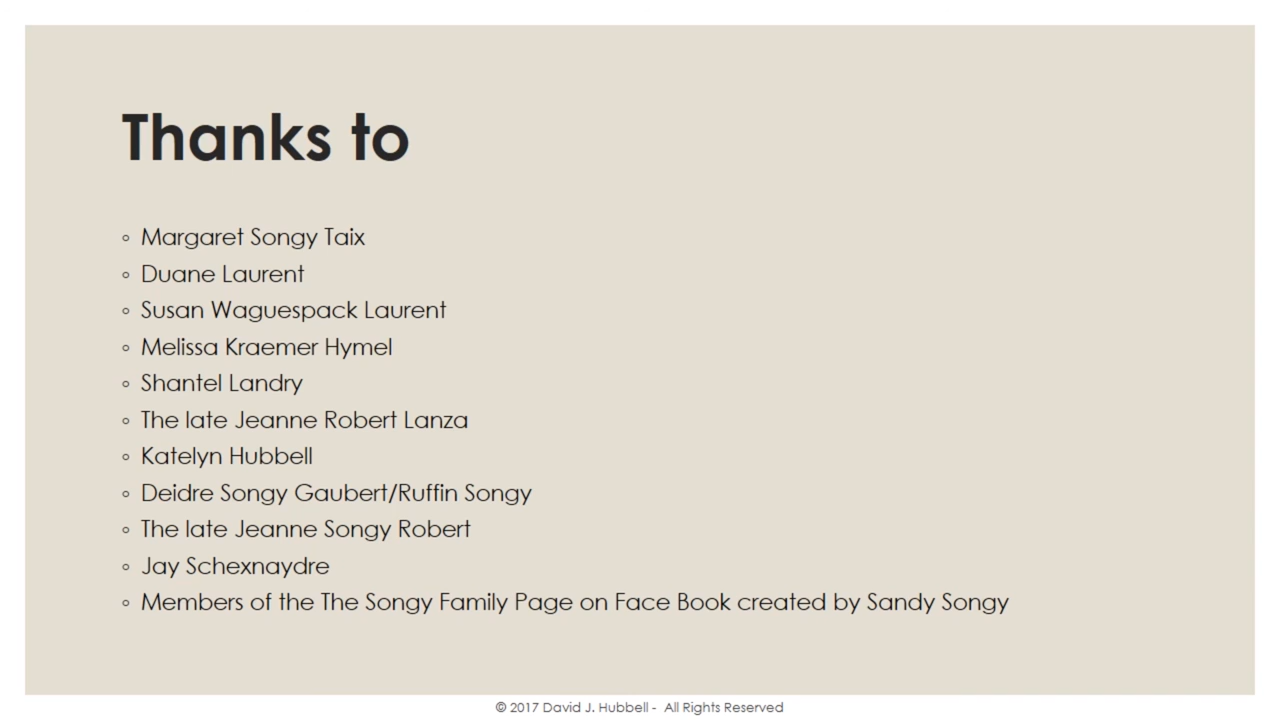 Thanks to
◦ Margaret Songy Taix
◦ Duane Laurent
◦ Susan Waguespack Laurent
◦ Melissa Kraemer Hymel
◦ Shantel Landry
◦ The late Jeanne Robert Lanza
◦ Katelyn Hubbell
◦ Deidre Songy Gaubert/Ruffin Songy
◦ The late Jeanne Songy Robert
◦ Jay Schexnaydre
◦ Members of the The Songy Family Page on Face Book created by Sandy Songy
© 2017 David J. Hubbell - All Rights Reserved